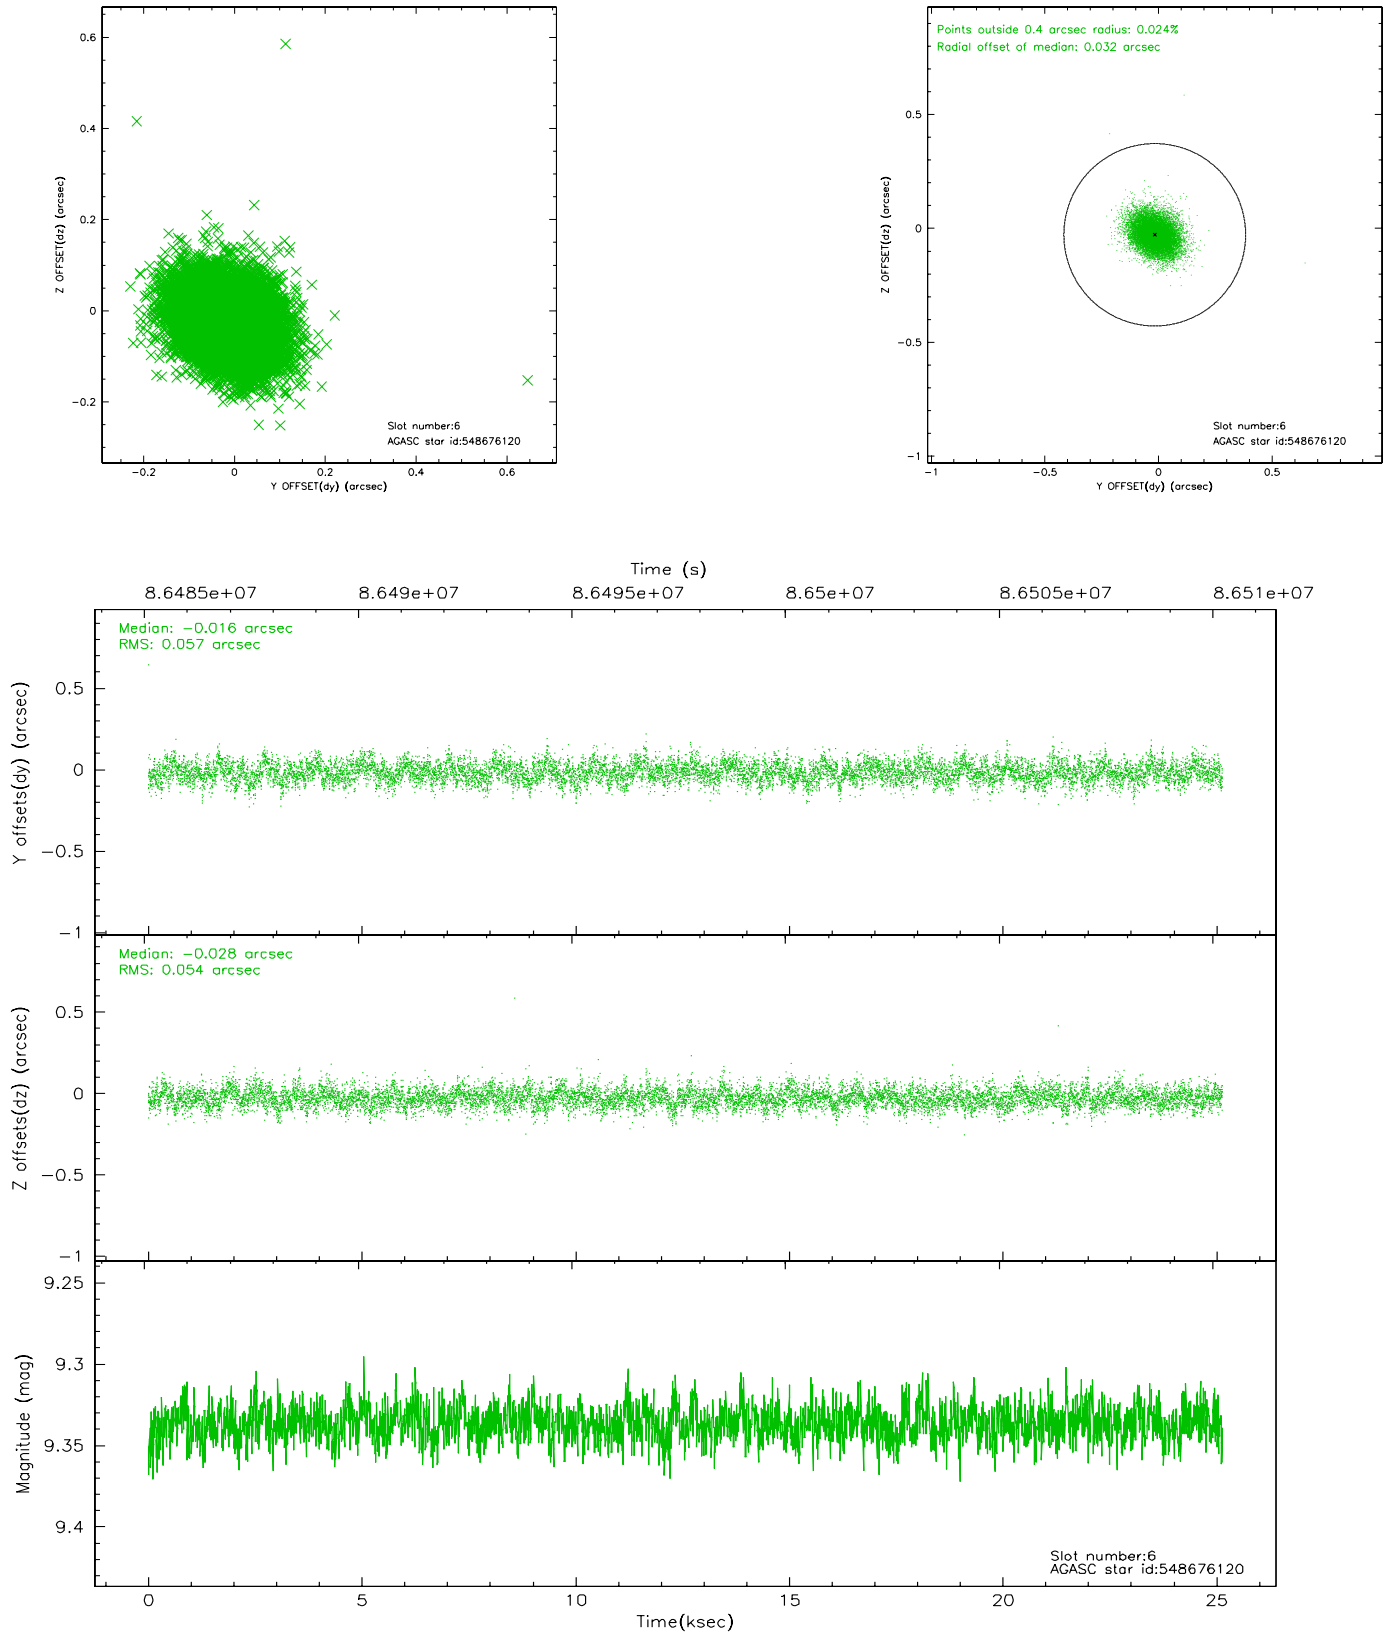 0.6
0.4
0.2
0
−0.2
Z OFFSET(dz) (arcsec)
Slot number:6
AGASC star id:548676120
−0.2 0 0.2 0.4 0.6
Y OFFSET(dy) (arcsec)
Points outside 0.4 arcsec radius: 0.024%
Radial offset of median: 0.032 arcsec
0.5
0
−0.5
−1
Z OFFSET(dz) (arcsec)
Slot number:6
AGASC star id:548676120
−1 −0.5 0 0.5
Y OFFSET(dy) (arcsec)
Time (s)
8.6485e+07 8.649e+07 8.6495e+07 8.65e+07 8.6505e+07 8.651e+07
Median: −0.016 arcsec
RMS: 0.057 arcsec
0.5
0
−0.5
−1
Y offsets(dy) (arcsec)
Median: −0.028 arcsec
RMS: 0.054 arcsec
0.5
0
−0.5
−1
Z offsets(dz) (arcsec)
9.25
9.3
9.35
9.4
Magnitude (mag)
Slot number:6
AGASC star id:548676120
0 5 10 15 20 25
Time(ksec)